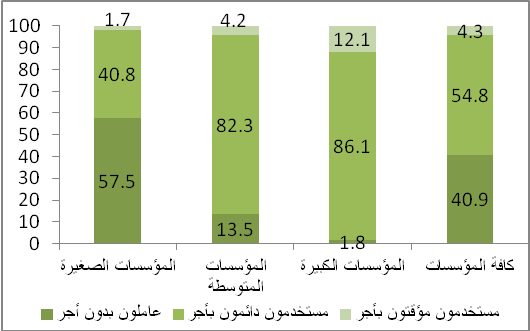 100
90
80
70
60
50
40
30
20
10
0
1.7
40.8
57.5
4.2
82.3
13.5
12.1
86.1
1.8
4.3
54.8
40.9
المؤسسات الصغيرة
المؤسسات
المتوسطة
المؤسسات الكبيرة
كافة المؤسسات
عاملون بدون أجر
مستخدمون دائمون بأجر
مستخدمون مؤقتون بأجر